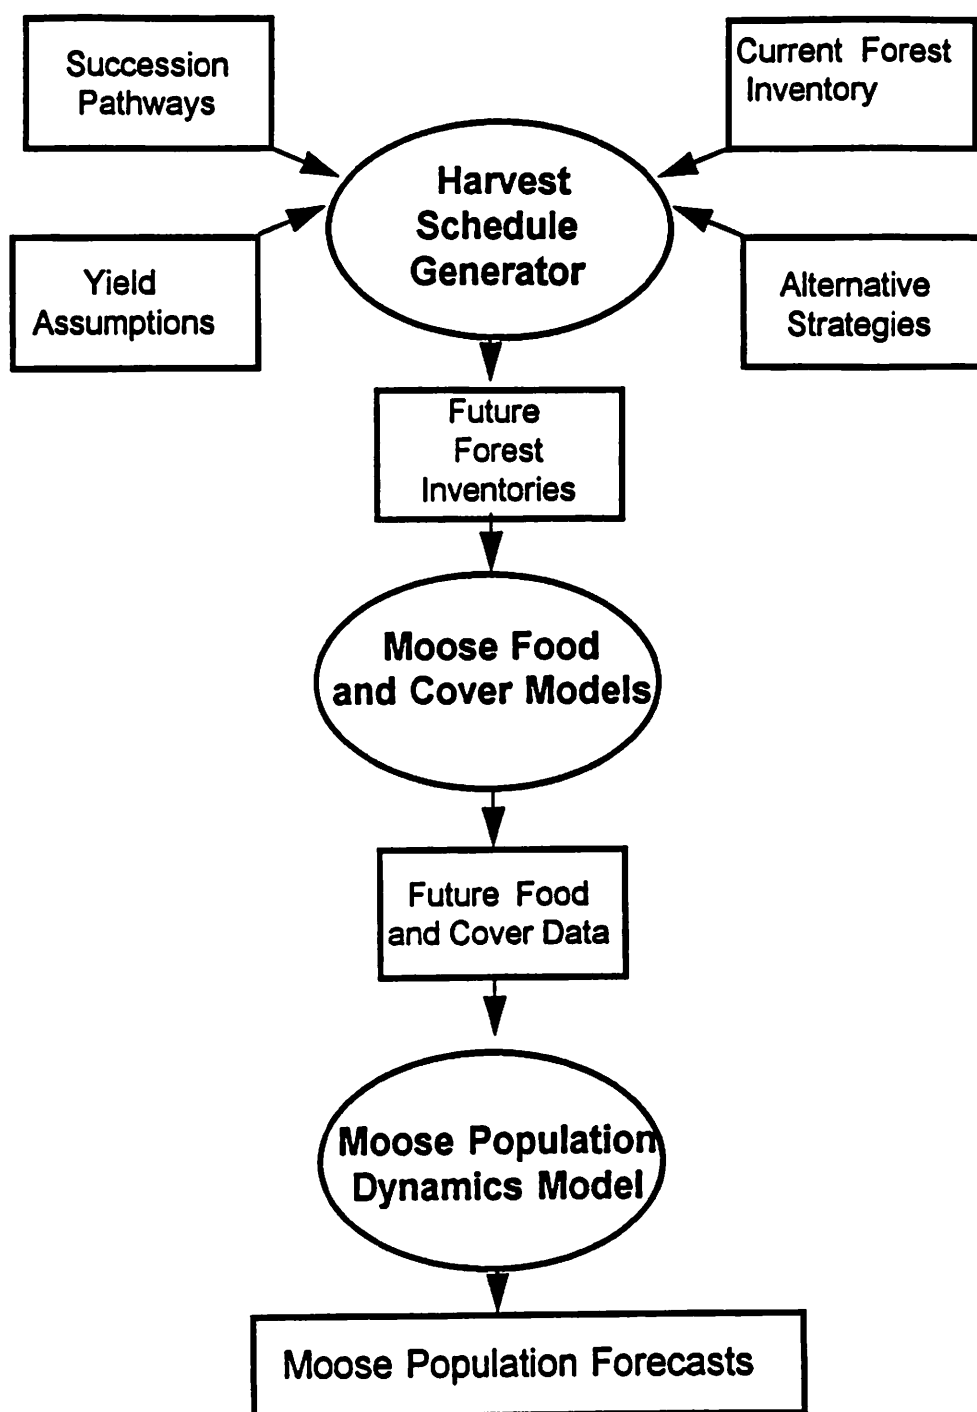 Succession
Pathways
Current Forest
Inventory
Harvest
Schedule
Generator
Yield
Assumptions
Alternative
Strategies
Future
Forest
Inventories
Moose Food
and Cover Models
Future Food
and Cover Data
Moose Population
Dynamics Model
Moose Population Forecasts